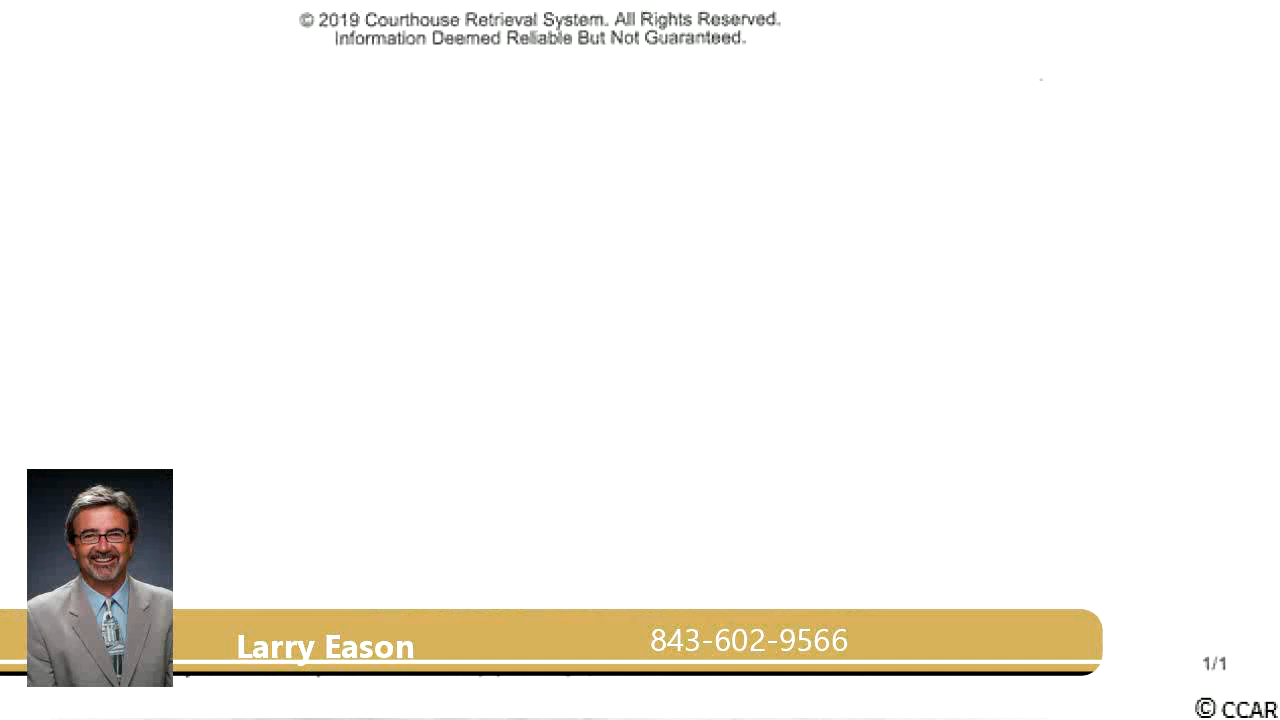 © 2019 Courthouse Retrieval System. All Rights Reserved.
Information Deemed Reliable But Not Guaranteed.
Larry Eason
843-602-9566
1/1
© CCAR